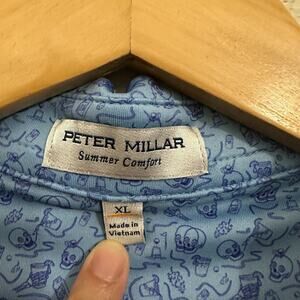 PETER MILLAR
Summer Comfort
XL
Made in
Vietnam